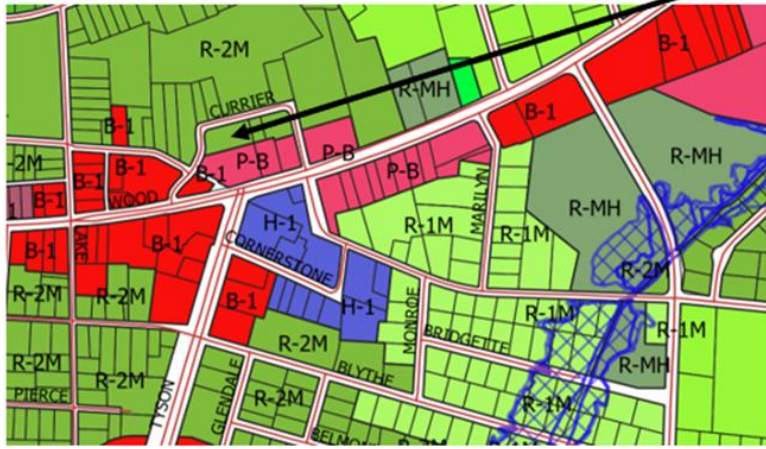 R-2M
B-1
R-MH
CURRIER
B-1
B-1
R-MH
P-B
P-B
-2M
B-1
B-1
B-1
P-B
B-1
WOOD
R-MH
H-1
R-1M
MARILYN
R-1M
B-1
LAKE
B-1
CORNERSTONE
R-2M
R-2M
R-2M
B-1
H-1
R-1M
R-1M
MONROE
BRIDGETTE
R-2M
R-2M
R-2M
BLYTHE
R-MH
PIERCE
TYSON
GLENDALE
R-2M
R-1M
BELMO